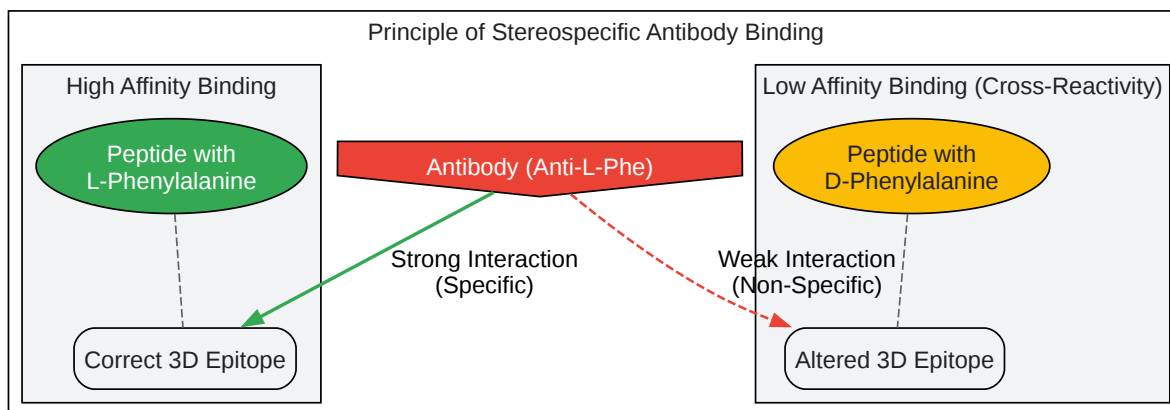 Principle of Stereospecific Antibody Binding
High Affinity Binding
Peptide with
L-Phenylalanine
Correct 3D Epitope
Antibody (Anti-L-Phe)
Strong Interaction
(Specific)
Weak Interaction
(Non-Specific)
Low Affinity Binding (Cross-Reactivity)
Peptide with
D-Phenylalanine
Altered 3D Epitope